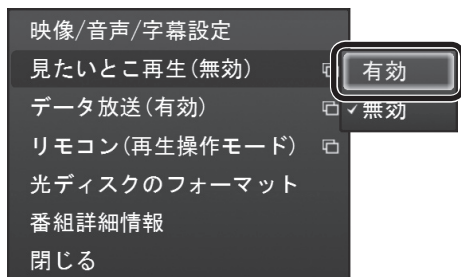 映像/音声/字幕設定
見たいとこ再生(無効)
有効
データ放送(有効)
✓無効
リモコン(再生操作モード)
光ディスクのフォーマット
番組詳細情報
閉じる